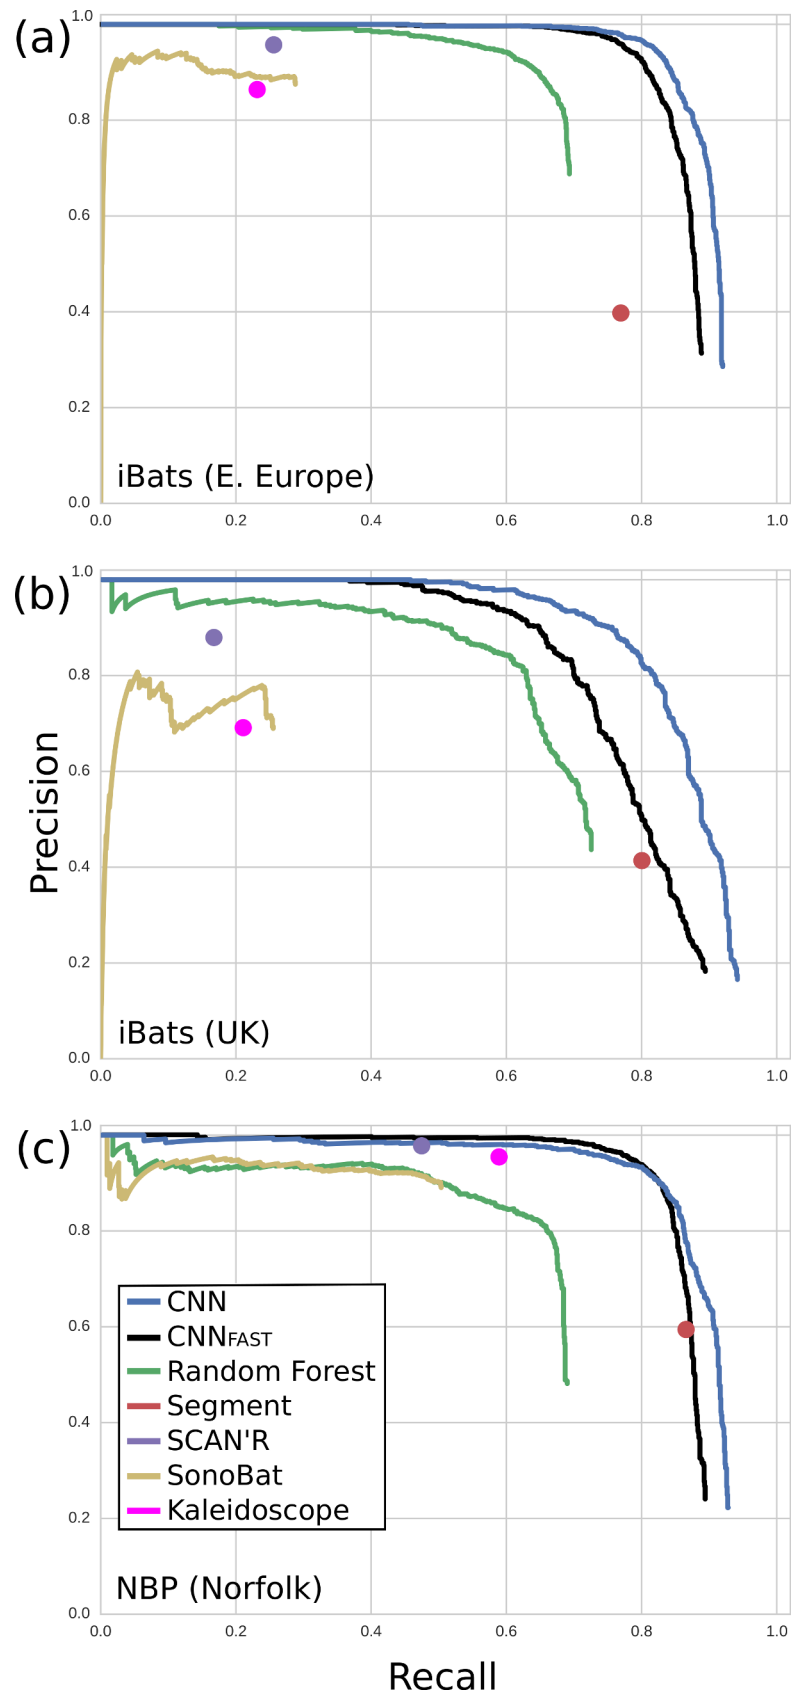 (a)
1.0
0.8
0.6
0.4
0.2
0.0
iBats (E. Europe)
0.0 0.2 0.4 0.6 0.8 1.0
(b)
1.0
0.8
0.6
0.4
0.2
0.0
Precision
iBats (UK)
0.0 0.2 0.4 0.6 0.8 1.0
(c)
1.0
0.8
0.6
0.4
0.2
0.0
CNN
CNNFAST
Random Forest
Segment
SCAN'R
SonoBat
Kaleidoscope
NBP (Norfolk)
0.0 0.2 0.4 0.6 0.8 1.0
Recall